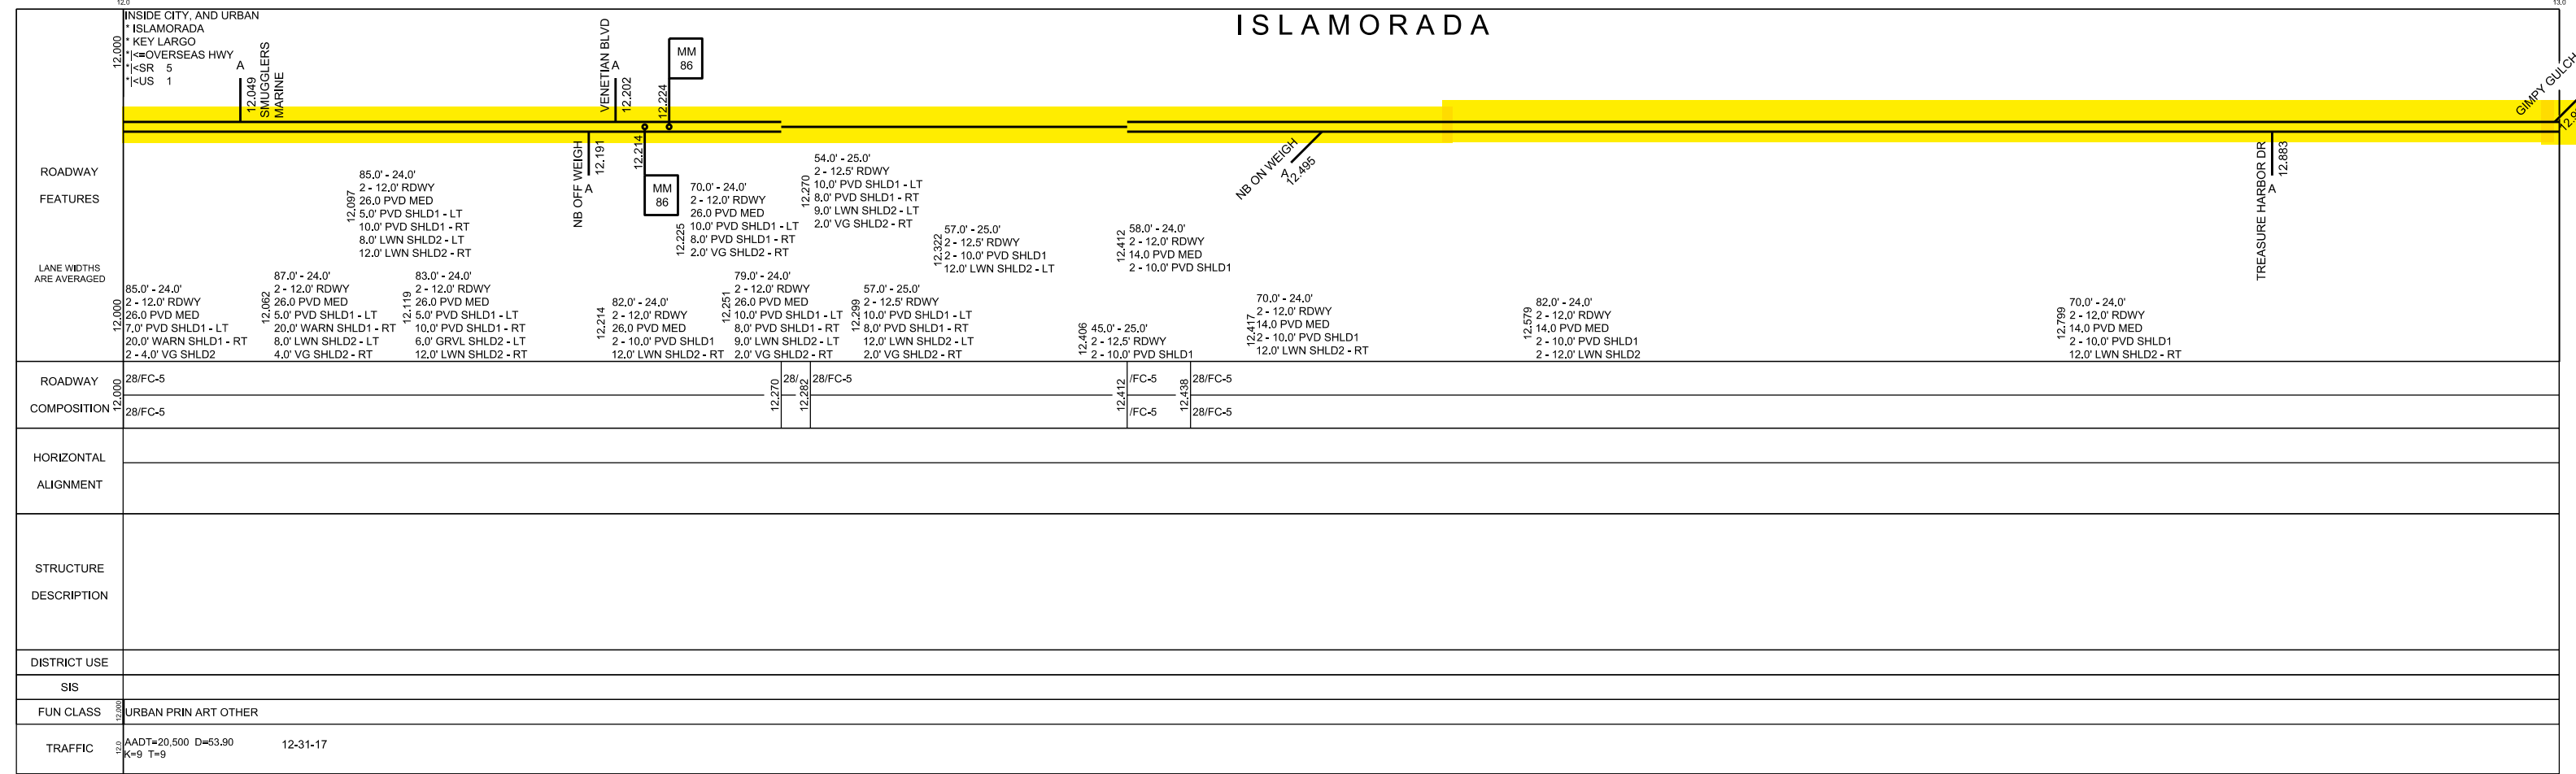 12.0
13.0
ISLAMORADA
12.000
INSIDE CITY, AND URBAN
* ISLAMORADA
* KEY LARGO
*|<=OVERSEAS HWY
*|<SR 5
*|<US 1
A
12.049
SMUGGLERS
MARINE
VENETIAN BLVD
A
12.202
12.224
MM
86
GIMPY GULCH
ROADWAY
FEATURES
LANE WIDTHS
ARE AVERAGED
NB OFF WEIGH
12.191
A
12.214
MM
86
NB ON WEIGH
A
12.495
TREASURE HARBOR DR
12.883
A
12.097
85.0' - 24.0'
2 - 12.0' RDWY
26.0 PVD MED
5.0' PVD SHLD1 - LT
10.0' PVD SHLD1 - RT
8.0' LWN SHLD2 - LT
12.0' LWN SHLD2 - RT
12.225
70.0' - 24.0'
2 - 12.0' RDWY
26.0 PVD MED
10.0' PVD SHLD1 - LT
8.0' PVD SHLD1 - RT
2.0' VG SHLD2 - RT
12.270
54.0' - 25.0'
2 - 12.5' RDWY
10.0' PVD SHLD1 - LT
8.0' PVD SHLD1 - RT
9.0' LWN SHLD2 - LT
2.0' VG SHLD2 - RT
12.322
57.0' - 25.0'
2 - 12.5' RDWY
2 - 10.0' PVD SHLD1
12.0' LWN SHLD2 - LT
12.412
58.0' - 24.0'
2 - 12.0' RDWY
14.0 PVD MED
2 - 10.0' PVD SHLD1
12.000
85.0' - 24.0'
2 - 12.0' RDWY
26.0 PVD MED
7.0' PVD SHLD1 - LT
20.0' WARN SHLD1 - RT
2 - 4.0' VG SHLD2
12.062
87.0' - 24.0'
2 - 12.0' RDWY
26.0 PVD MED
5.0' PVD SHLD1 - LT
20.0' WARN SHLD1 - RT
8.0' LWN SHLD2 - LT
4.0' VG SHLD2 - RT
12.119
83.0' - 24.0'
2 - 12.0' RDWY
26.0 PVD MED
5.0' PVD SHLD1 - LT
10.0' PVD SHLD1 - RT
6.0' GRVL SHLD2 - LT
12.0' LWN SHLD2 - RT
12.214
82.0' - 24.0'
2 - 12.0' RDWY
26.0 PVD MED
2 - 10.0' PVD SHLD1
12.0' LWN SHLD2 - RT
12.251
79.0' - 24.0'
2 - 12.0' RDWY
26.0 PVD MED
10.0' PVD SHLD1 - LT
8.0' PVD SHLD1 - RT
9.0' LWN SHLD2 - LT
2.0' VG SHLD2 - RT
12.299
57.0' - 25.0'
2 - 12.5' RDWY
10.0' PVD SHLD1 - LT
8.0' PVD SHLD1 - RT
12.0' LWN SHLD2 - LT
2.0' VG SHLD2 - RT
12.406
45.0' - 25.0'
2 - 12.5' RDWY
2 - 10.0' PVD SHLD1
12.417
70.0' - 24.0'
2 - 12.0' RDWY
14.0 PVD MED
2 - 10.0' PVD SHLD1
12.0' LWN SHLD2 - RT
12.579
82.0' - 24.0'
2 - 12.0' RDWY
14.0 PVD MED
2 - 10.0' PVD SHLD1
2 - 12.0' LWN SHLD2
12.799
70.0' - 24.0'
2 - 12.0' RDWY
14.0 PVD MED
2 - 10.0' PVD SHLD1
12.0' LWN SHLD2 - RT
ROADWAY
COMPOSITION
12.000
28/FC-5
12.270
28/
12.282
28/FC-5
12.412
/FC-5
12.438
28/FC-5
28/FC-5
/FC-5
28/FC-5
HORIZONTAL
ALIGNMENT
STRUCTURE
DESCRIPTION
DISTRICT USE
SIS
FUN CLASS
12.000
URBAN PRIN ART OTHER
TRAFFIC
12.0
AADT=20,500 D=53.90 12-31-17
K=9 T=9